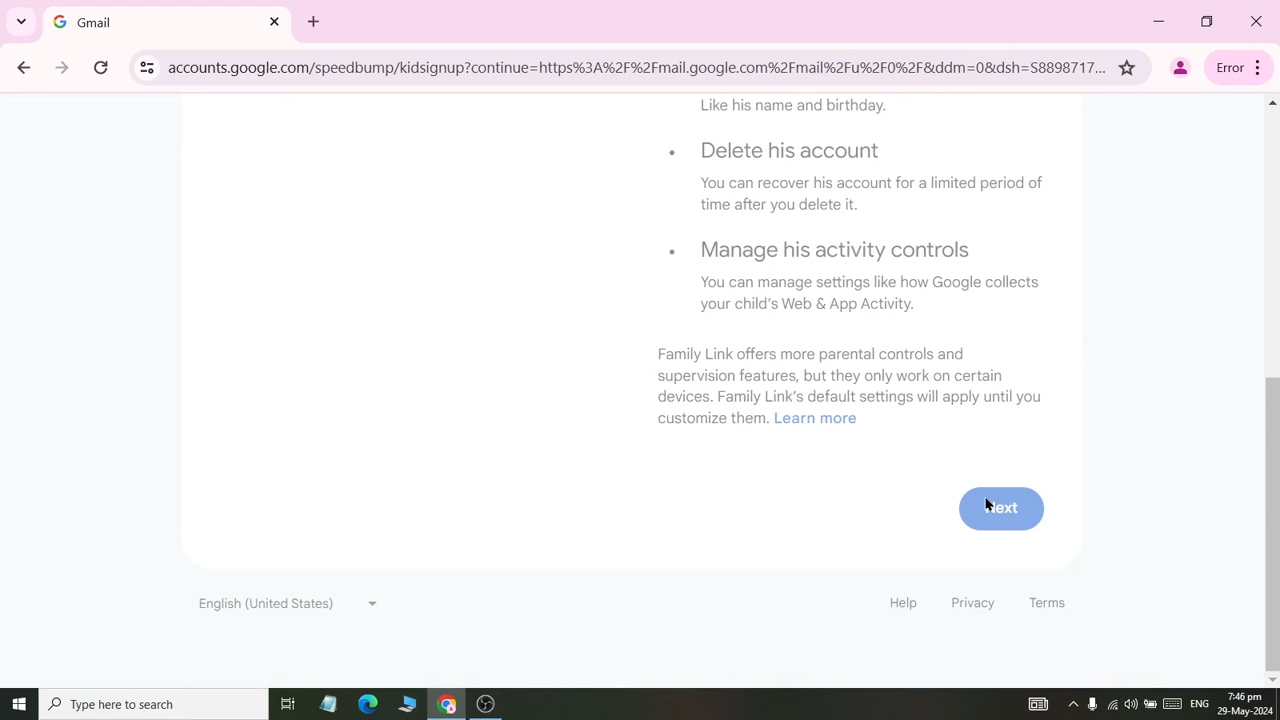 Gmail
accounts.google.com/speedbump/kidsignup?continue=https%3A%2F%2Fmail.google.com%2Fmail%2Fu%2F0%2F&ddm=0&dsh=S8898717...
Error
Like his name and birthday.
• Delete his account
You can recover his account for a limited period of
time after you delete it.
• Manage his activity controls
You can manage settings like how Google collects
your child's Web & App Activity.
Family Link offers more parental controls and
supervision features, but they only work on certain
devices. Family Link's default settings will apply until you
customize them. Learn more
Next
English (United States)
Help Privacy Terms
Type here to search
ENG
7:46 pm
29-May-2024